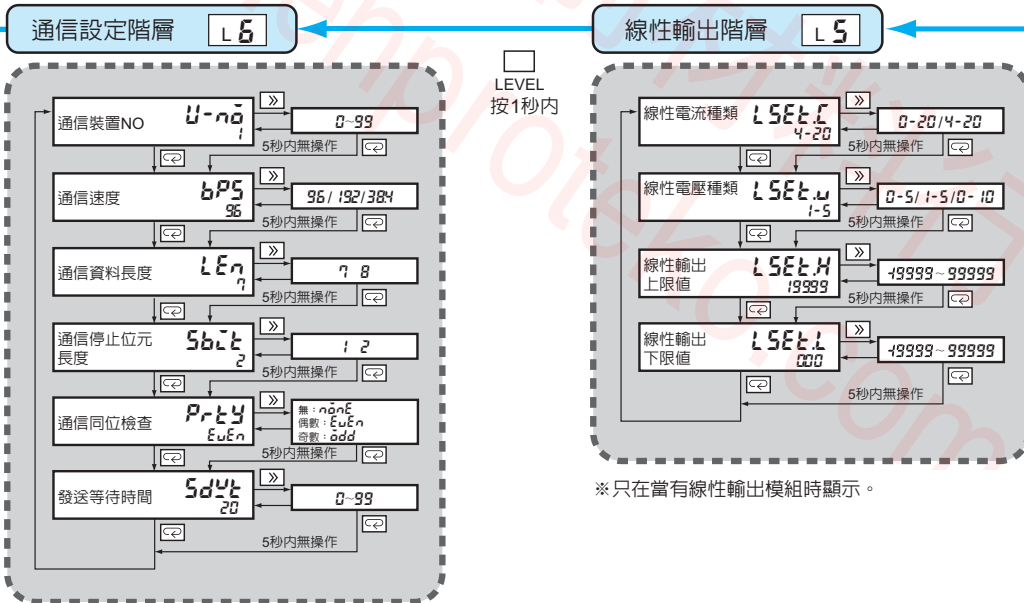 通信設定階層 L 6
LEVEL
按1秒內
線性輸出階層 L 5
通信裝置NO U-no
1
0~99
5秒內無操作
通信速度 bPS
96
96/192/384
5秒內無操作
通信資料長度 LEn
7
7 8
5秒內無操作
通信停止位元
長度
Sbit
2
1 2
5秒內無操作
通信同位檢查 PrtY
EvEn
無：nonE
偶數：EvEn
奇數：odd
5秒內無操作
發送等待時間 SdWt
20
0~99
5秒內無操作
線性電流種類 LSEt.C
4-20
0-20/4-20
5秒內無操作
線性電壓種類 LSEt.v
1-5
0-5/1-5/0-10
5秒內無操作
線性輸出
上限值
LSEt.H
19999
-19999~99999
5秒內無操作
線性輸出
下限值
LSEt.L
0.00
-19999~99999
5秒內無操作
※只在當有線性輸出模組時顯示。